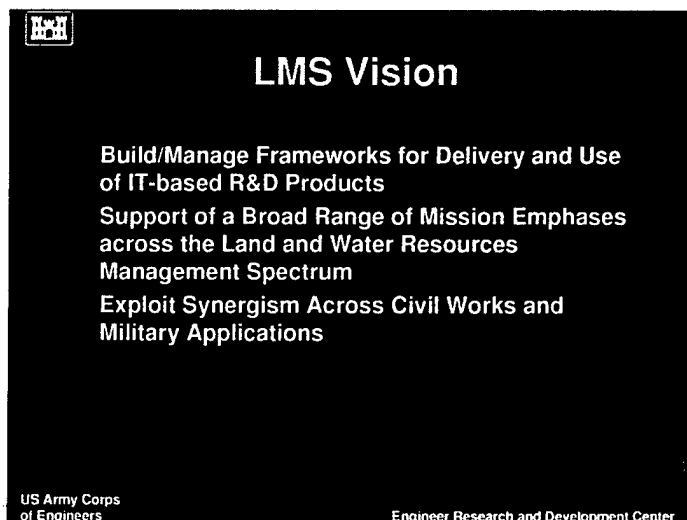 LMS Vision
Build/Manage Frameworks for Delivery and Use
of IT-based R&D Products
Support of a Broad Range of Mission Emphases
across the Land and Water Resources
Management Spectrum
Exploit Synergism Across Civil Works and
Military Applications
US Army Corps
of Engineers
Engineer Research and Development Center